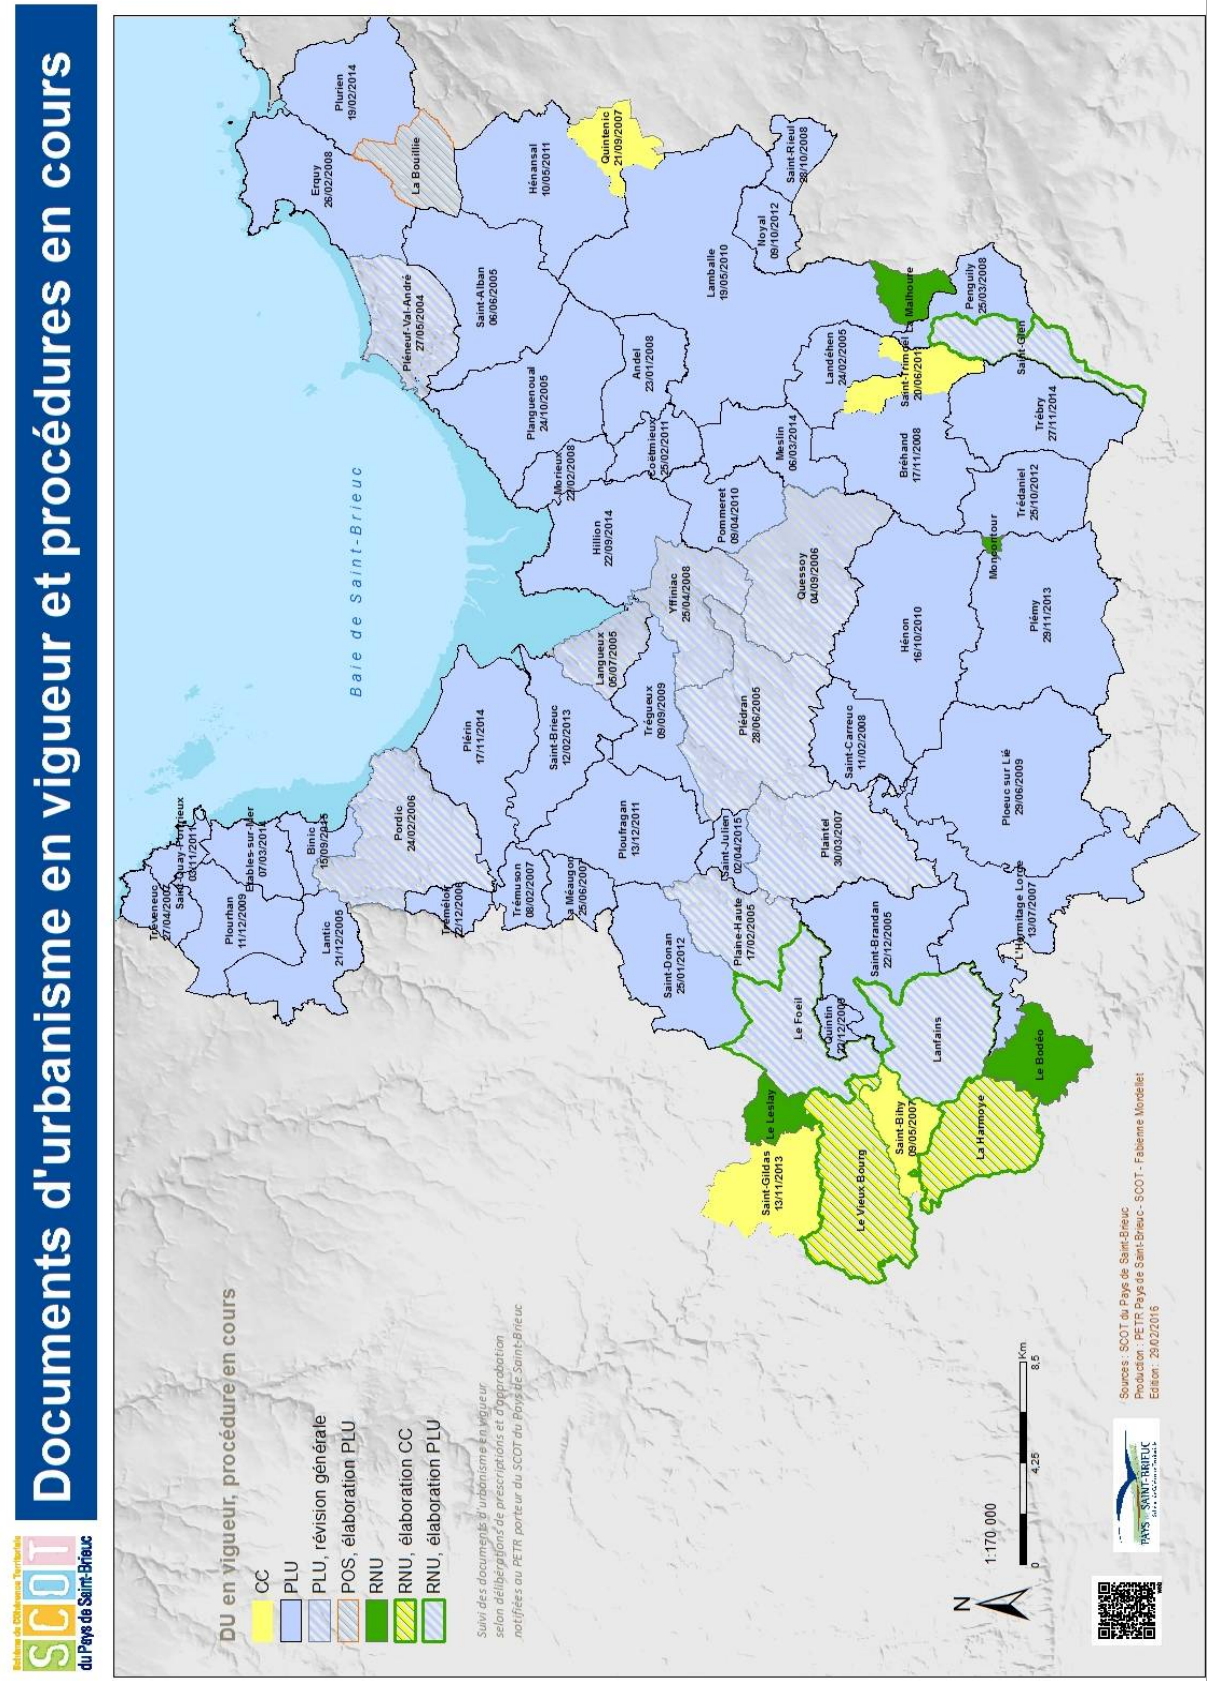 Documents d'urbanisme en vigueur et procédures en cours
SCOT
du Pays de Saint-Brieuc
Baie de Saint-Brieuc
Plurien
19/02/2014
Erquy
26/02/2008
La Bouillie
Hénansal
10/05/2011
Quintenic
21/09/2007
Saint-Rieul
28/10/2008
Noyal
09/10/2012
Lamballe
19/05/2010
Pléneuf-Val-André
27/05/2004
Saint-Alban
06/06/2005
Planguenoual
24/10/2005
Andel
23/01/2008
Morieux
22/02/2008
Coëtmieux
25/02/2011
Landéhen
24/02/2005
La Malhoure
Penguily
25/03/2008
Saint-Trimoël
20/06/201
Saint-Glen
Trébry
27/11/2014
Meslin
06/03/2014
Bréhand
17/11/2008
Trédaniel
25/10/2012
Hillion
22/09/2014
Pommeret
09/04/2010
Moncontour
Yffiniac
25/04/2008
Quessoy
04/09/2006
Hénon
16/10/2010
Plémy
29/11/2013
Langueux
05/07/2005
Trégueux
09/09/2009
Plédran
28/06/2005
Saint-Carreuc
11/02/2008
Ploeuc sur Lié
29/06/2009
Plérin
17/11/2014
Saint-Brieuc
12/02/2013
Ploufragan
13/12/2011
Saint-Julien
02/04/2015
Plaintel
30/03/2007
Saint-Quay-Portrieux
03/11/2011
Etables-sur-Mer
07/03/2014
Binic
15/09/2015
Pordic
24/02/2006
Tréveneuc
27/04/2007
Plourhan
11/12/2009
Lantic
21/12/2005
Tréméloir
22/12/2006
Trémuson
08/02/2007
La Méaugon
25/06/2007
Saint-Donan
25/01/2012
Plaine-Haute
17/02/2005
Saint-Brandan
22/12/2005
L'Hermitage Lorge
13/07/2007
Le Foeil
Quintin
Lanfains
Le Bodéo
Le Leslay
Saint-Gildas
13/11/2013
Le Vieux Bourg
Saint-Bihy
09/05/2007
La Harmoye
DU en vigueur, procédure en cours
CC
PLU
PLU, révision générale
POS, élaboration PLU
RNU
RNU, élaboration CC
RNU, élaboration PLU
Suivi des documents d'urbanisme en vigueur
selon délibérations de prescriptions et d'approbation
notifiées au PETR porteur du SCOT du Pays de Saint-Brieuc
N
1:170 000
0 4,25 8,5
Km
Sources : SCOT du Pays de Saint-Brieuc
Production : PETR Pays de Saint-Brieuc - SCOT - Fabienne Mordellet
Edition : 29/02/2016
PAYS SAINT-BRIEUC